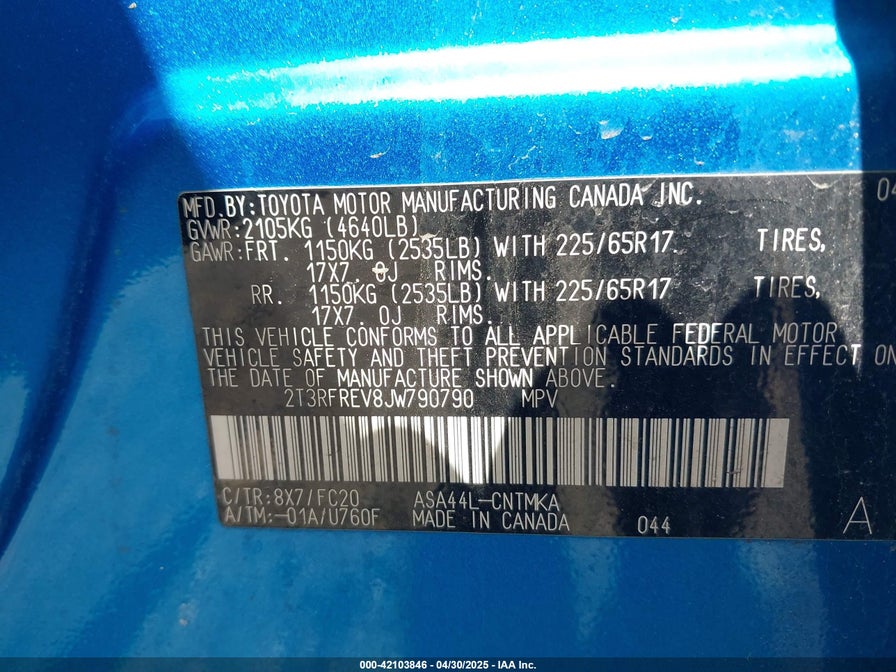 MFD.BY:TOYOTA MOTOR MANUFACTURING CANADA INC. 04
GVWR:2105KG (4640LB)
GAWR:FRT. 1150KG (2535LB) WITH 225/65R17 TIRES,
17X7.0J RIMS.
RR. 1150KG (2535LB) WITH 225/65R17 TIRES,
17X7.0J RIMS.
THIS VEHICLE CONFORMS TO ALL APPLICABLE FEDERAL MOTOR
VEHICLE SAFETY AND THEFT PREVENTION STANDARDS IN EFFECT ON
THE DATE OF MANUFACTURE SHOWN ABOVE.
2T3RFREV8JW790790 MPV
C/TR:8X7/FC20 ASA44L-CNTMKA
A/TM:-01A/U760F MADE IN CANADA 044 A
000-42103846 - 04/30/2025 - IAA Inc.